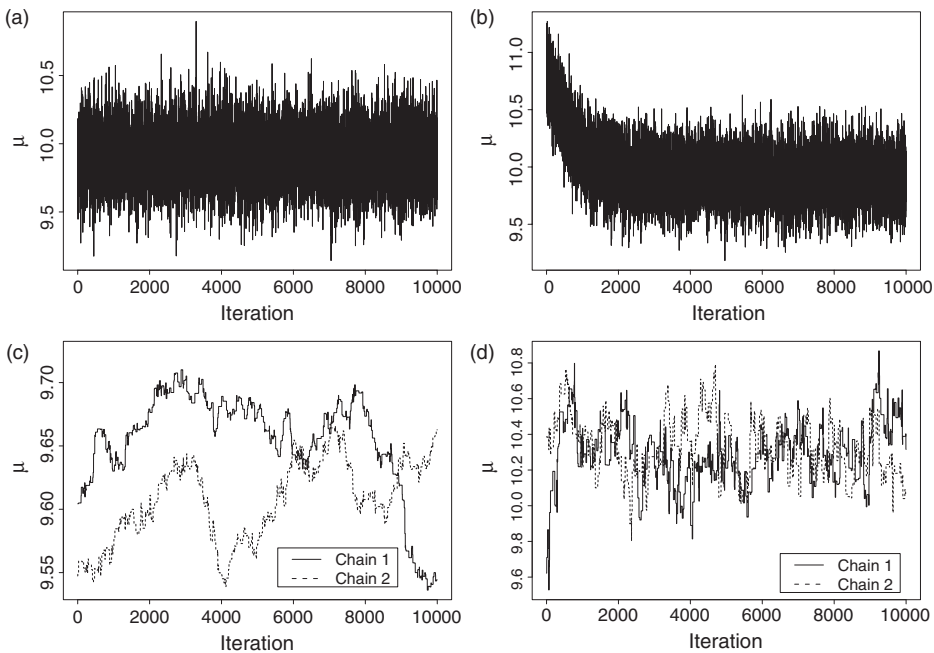 (a)
10.5
10.0
9.5
μ
0 2000 4000 6000 8000 10000
Iteration
(b)
11.0
10.5
10.0
9.5
μ
0 2000 4000 6000 8000 10000
Iteration
(c)
9.70
9.65
9.60
9.55
μ
Chain 1
Chain 2
0 2000 4000 6000 8000 10000
Iteration
(d)
10.8
10.6
10.4
10.2
10.0
9.8
9.6
μ
Chain 1
Chain 2
0 2000 4000 6000 8000 10000
Iteration